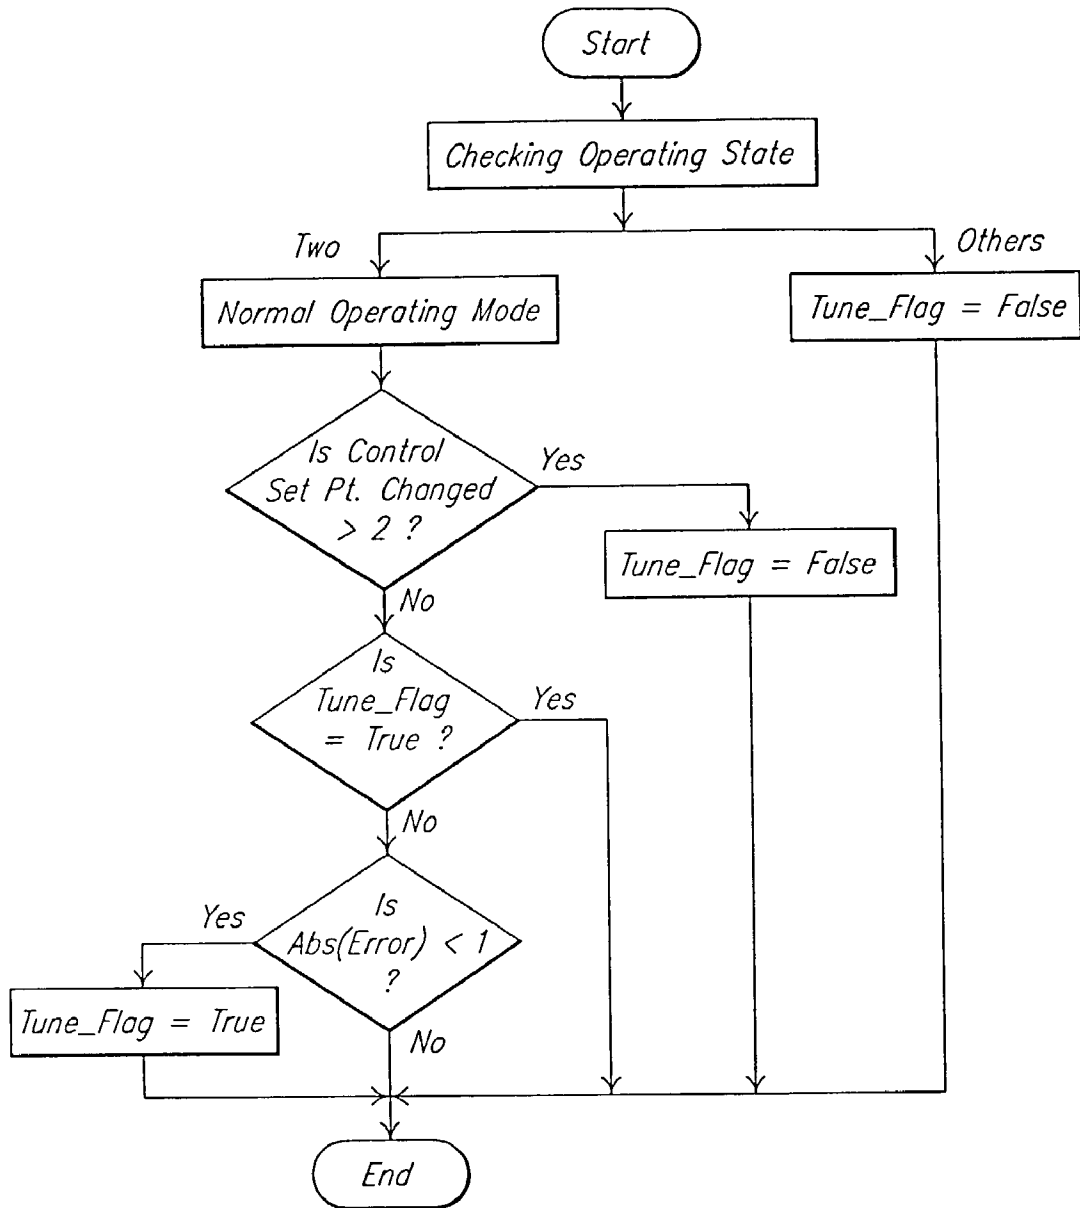 Start
Checking Operating State
Two
Others
Normal Operating Mode
Tune_Flag = False
Is Control
Set Pt. Changed
> 2 ?
Yes
Tune_Flag = False
No
Is
Tune_Flag
= True ?
Yes
No
Is
Abs(Error) < 1
?
Yes
Tune_Flag = True
No
End